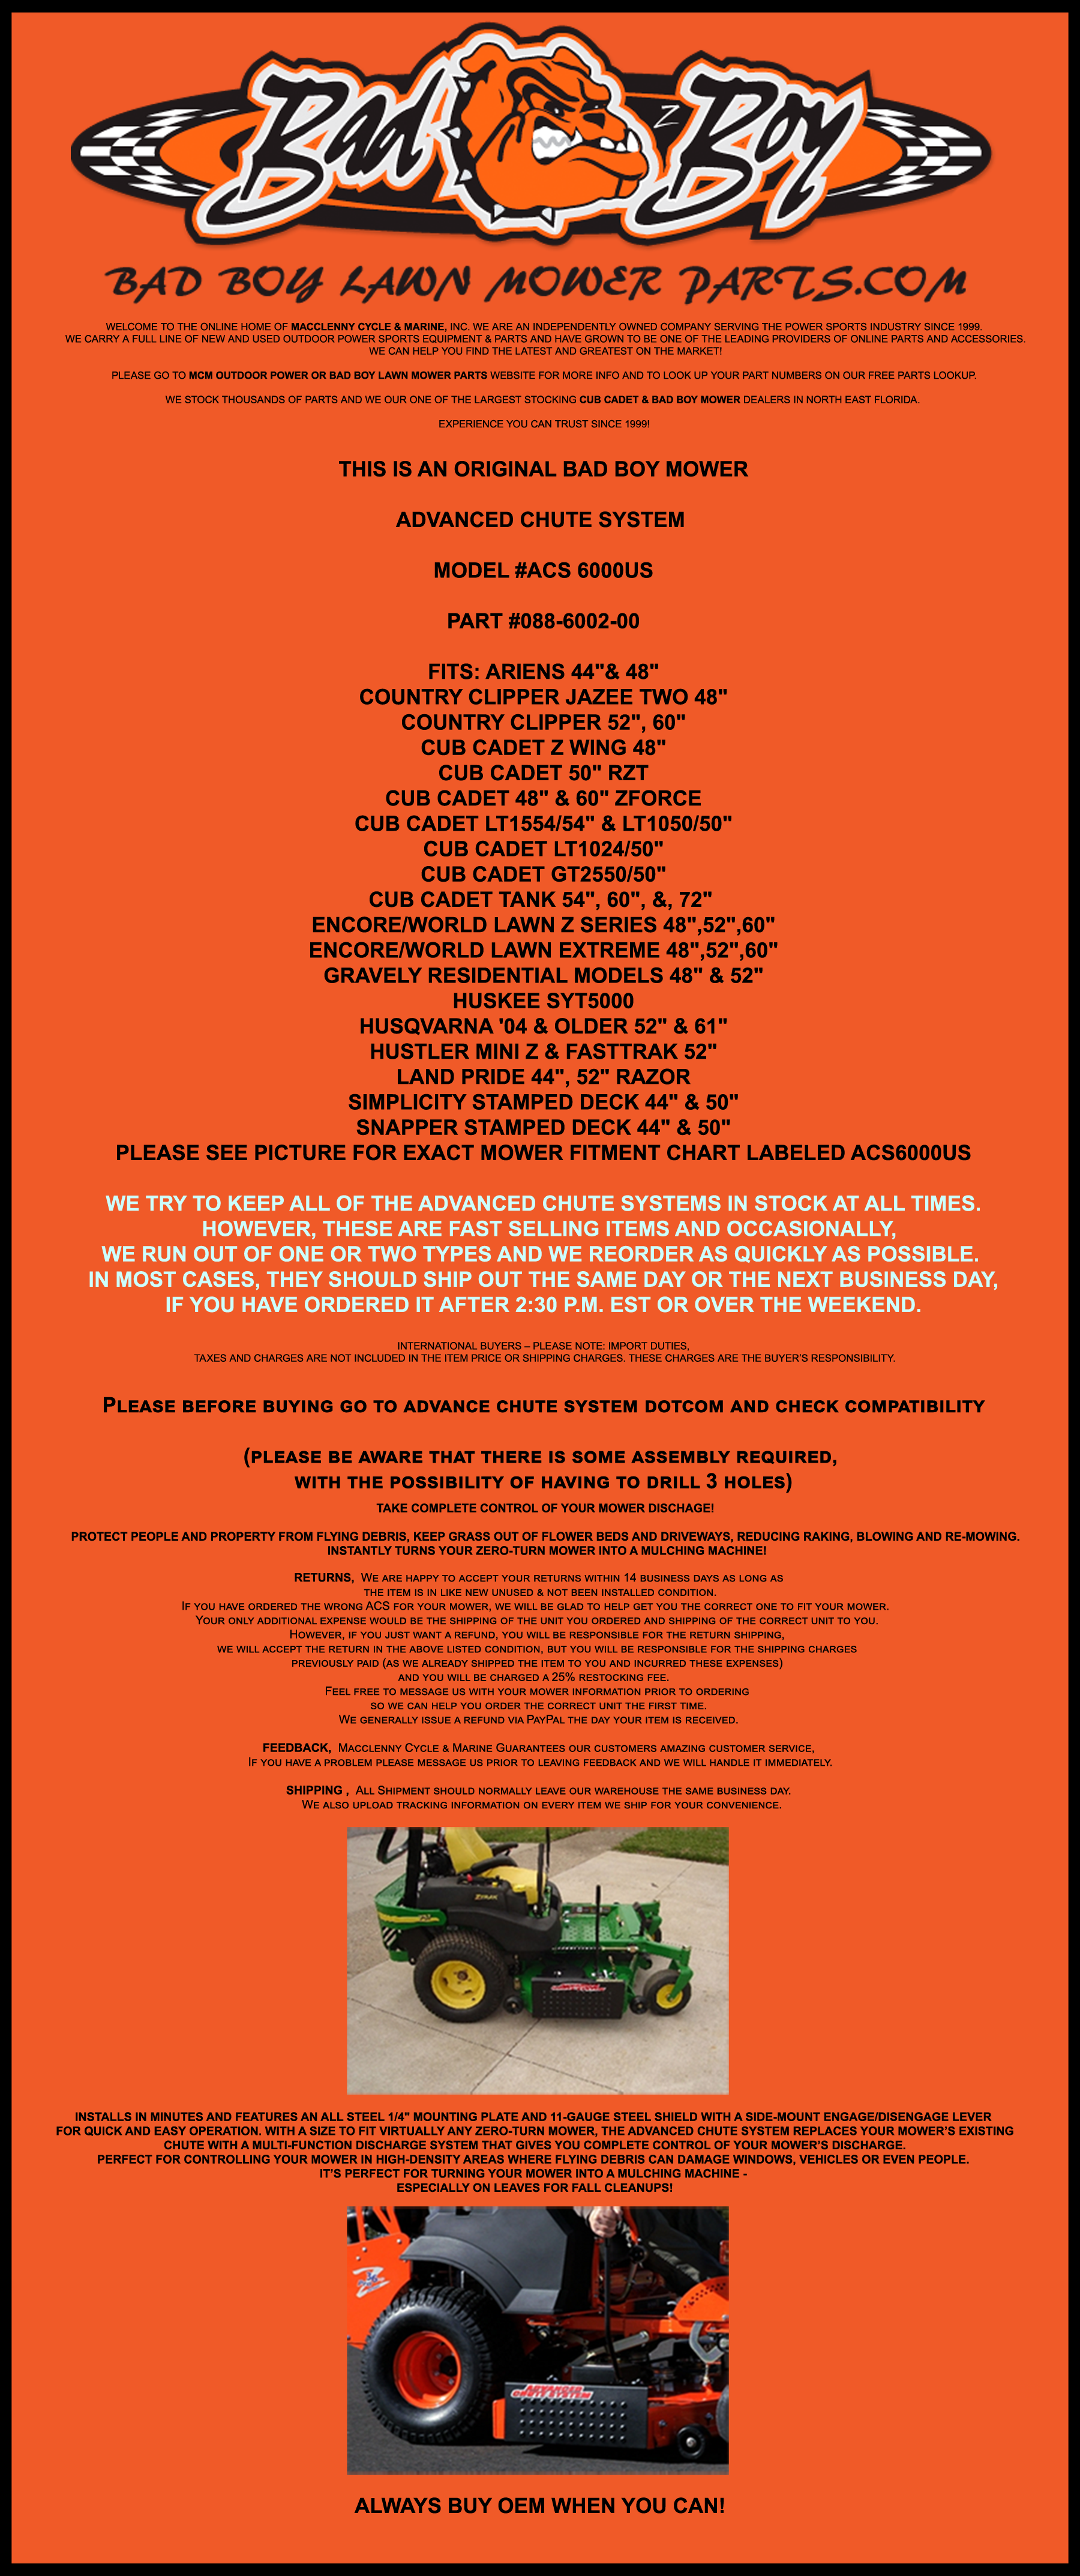 Bad Boy
Z
BAD BOY LAWN MOWER PARTS.COM
WELCOME TO THE ONLINE HOME OF MACCLENNY CYCLE & MARINE, INC. WE ARE AN INDEPENDENTLY OWNED COMPANY SERVING THE POWER SPORTS INDUSTRY SINCE 1999.
WE CARRY A FULL LINE OF NEW AND USED OUTDOOR POWER SPORTS EQUIPMENT & PARTS AND HAVE GROWN TO BE ONE OF THE LEADING PROVIDERS OF ONLINE PARTS AND ACCESSORIES.
WE CAN HELP YOU FIND THE LATEST AND GREATEST ON THE MARKET!
PLEASE GO TO MCM OUTDOOR POWER OR BAD BOY LAWN MOWER PARTS WEBSITE FOR MORE INFO AND TO LOOK UP YOUR PART NUMBERS ON OUR FREE PARTS LOOKUP.
WE STOCK THOUSANDS OF PARTS AND WE OUR ONE OF THE LARGEST STOCKING CUB CADET & BAD BOY MOWER DEALERS IN NORTH EAST FLORIDA.
EXPERIENCE YOU CAN TRUST SINCE 1999!
THIS IS AN ORIGINAL BAD BOY MOWER
ADVANCED CHUTE SYSTEM
MODEL #ACS 6000US
PART #088-6002-00
FITS: ARIENS 44"& 48"
COUNTRY CLIPPER JAZEE TWO 48"
COUNTRY CLIPPER 52", 60"
CUB CADET Z WING 48"
CUB CADET 50" RZT
CUB CADET 48" & 60" ZFORCE
CUB CADET LT1554/54" & LT1050/50"
CUB CADET LT1024/50"
CUB CADET GT2550/50"
CUB CADET TANK 54", 60", &, 72"
ENCORE/WORLD LAWN Z SERIES 48",52",60"
ENCORE/WORLD LAWN EXTREME 48",52",60"
GRAVELY RESIDENTIAL MODELS 48" & 52"
HUSKEE SYT5000
HUSQVARNA '04 & OLDER 52" & 61"
HUSTLER MINI Z & FASTTRAK 52"
LAND PRIDE 44", 52" RAZOR
SIMPLICITY STAMPED DECK 44" & 50"
SNAPPER STAMPED DECK 44" & 50"
PLEASE SEE PICTURE FOR EXACT MOWER FITMENT CHART LABELED ACS6000US
WE TRY TO KEEP ALL OF THE ADVANCED CHUTE SYSTEMS IN STOCK AT ALL TIMES.
HOWEVER, THESE ARE FAST SELLING ITEMS AND OCCASIONALLY,
WE RUN OUT OF ONE OR TWO TYPES AND WE REORDER AS QUICKLY AS POSSIBLE.
IN MOST CASES, THEY SHOULD SHIP OUT THE SAME DAY OR THE NEXT BUSINESS DAY,
IF YOU HAVE ORDERED IT AFTER 2:30 P.M. EST OR OVER THE WEEKEND.
INTERNATIONAL BUYERS – PLEASE NOTE: IMPORT DUTIES,
TAXES AND CHARGES ARE NOT INCLUDED IN THE ITEM PRICE OR SHIPPING CHARGES. THESE CHARGES ARE THE BUYER'S RESPONSIBILITY.
PLEASE BEFORE BUYING GO TO ADVANCE CHUTE SYSTEM DOTCOM AND CHECK COMPATIBILITY
(PLEASE BE AWARE THAT THERE IS SOME ASSEMBLY REQUIRED,
WITH THE POSSIBILITY OF HAVING TO DRILL 3 HOLES)
TAKE COMPLETE CONTROL OF YOUR MOWER DISCHAGE!
PROTECT PEOPLE AND PROPERTY FROM FLYING DEBRIS, KEEP GRASS OUT OF FLOWER BEDS AND DRIVEWAYS, REDUCING RAKING, BLOWING AND RE-MOWING.
INSTANTLY TURNS YOUR ZERO-TURN MOWER INTO A MULCHING MACHINE!
RETURNS, WE ARE HAPPY TO ACCEPT YOUR RETURNS WITHIN 14 BUSINESS DAYS AS LONG AS
THE ITEM IS IN LIKE NEW UNUSED & NOT BEEN INSTALLED CONDITION.
IF YOU HAVE ORDERED THE WRONG ACS FOR YOUR MOWER, WE WILL BE GLAD TO HELP GET YOU THE CORRECT ONE TO FIT YOUR MOWER.
YOUR ONLY ADDITIONAL EXPENSE WOULD BE THE SHIPPING OF THE UNIT YOU ORDERED AND SHIPPING OF THE CORRECT UNIT TO YOU.
HOWEVER, IF YOU JUST WANT A REFUND, YOU WILL BE RESPONSIBLE FOR THE RETURN SHIPPING,
WE WILL ACCEPT THE RETURN IN THE ABOVE LISTED CONDITION, BUT YOU WILL BE RESPONSIBLE FOR THE SHIPPING CHARGES
PREVIOUSLY PAID (AS WE ALREADY SHIPPED THE ITEM TO YOU AND INCURRED THESE EXPENSES)
AND YOU WILL BE CHARGED A 25% RESTOCKING FEE.
FEEL FREE TO MESSAGE US WITH YOUR MOWER INFORMATION PRIOR TO ORDERING
SO WE CAN HELP YOU ORDER THE CORRECT UNIT THE FIRST TIME.
WE GENERALLY ISSUE A REFUND VIA PAYPAL THE DAY YOUR ITEM IS RECEIVED.
FEEDBACK, MACCLENNY CYCLE & MARINE GUARANTEES OUR CUSTOMERS AMAZING CUSTOMER SERVICE,
IF YOU HAVE A PROBLEM PLEASE MESSAGE US PRIOR TO LEAVING FEEDBACK AND WE WILL HANDLE IT IMMEDIATELY.
SHIPPING , ALL SHIPMENT SHOULD NORMALLY LEAVE OUR WAREHOUSE THE SAME BUSINESS DAY.
WE ALSO UPLOAD TRACKING INFORMATION ON EVERY ITEM WE SHIP FOR YOUR CONVENIENCE.
INSTALLS IN MINUTES AND FEATURES AN ALL STEEL 1/4" MOUNTING PLATE AND 11-GAUGE STEEL SHIELD WITH A SIDE-MOUNT ENGAGE/DISENGAGE LEVER
FOR QUICK AND EASY OPERATION. WITH A SIZE TO FIT VIRTUALLY ANY ZERO-TURN MOWER, THE ADVANCED CHUTE SYSTEM REPLACES YOUR MOWER'S EXISTING
CHUTE WITH A MULTI-FUNCTION DISCHARGE SYSTEM THAT GIVES YOU COMPLETE CONTROL OF YOUR MOWER'S DISCHARGE.
PERFECT FOR CONTROLLING YOUR MOWER IN HIGH-DENSITY AREAS WHERE FLYING DEBRIS CAN DAMAGE WINDOWS, VEHICLES OR EVEN PEOPLE.
IT'S PERFECT FOR TURNING YOUR MOWER INTO A MULCHING MACHINE -
ESPECIALLY ON LEAVES FOR FALL CLEANUPS!
ADVANCED
CHUTE SYSTEM
ALWAYS BUY OEM WHEN YOU CAN!